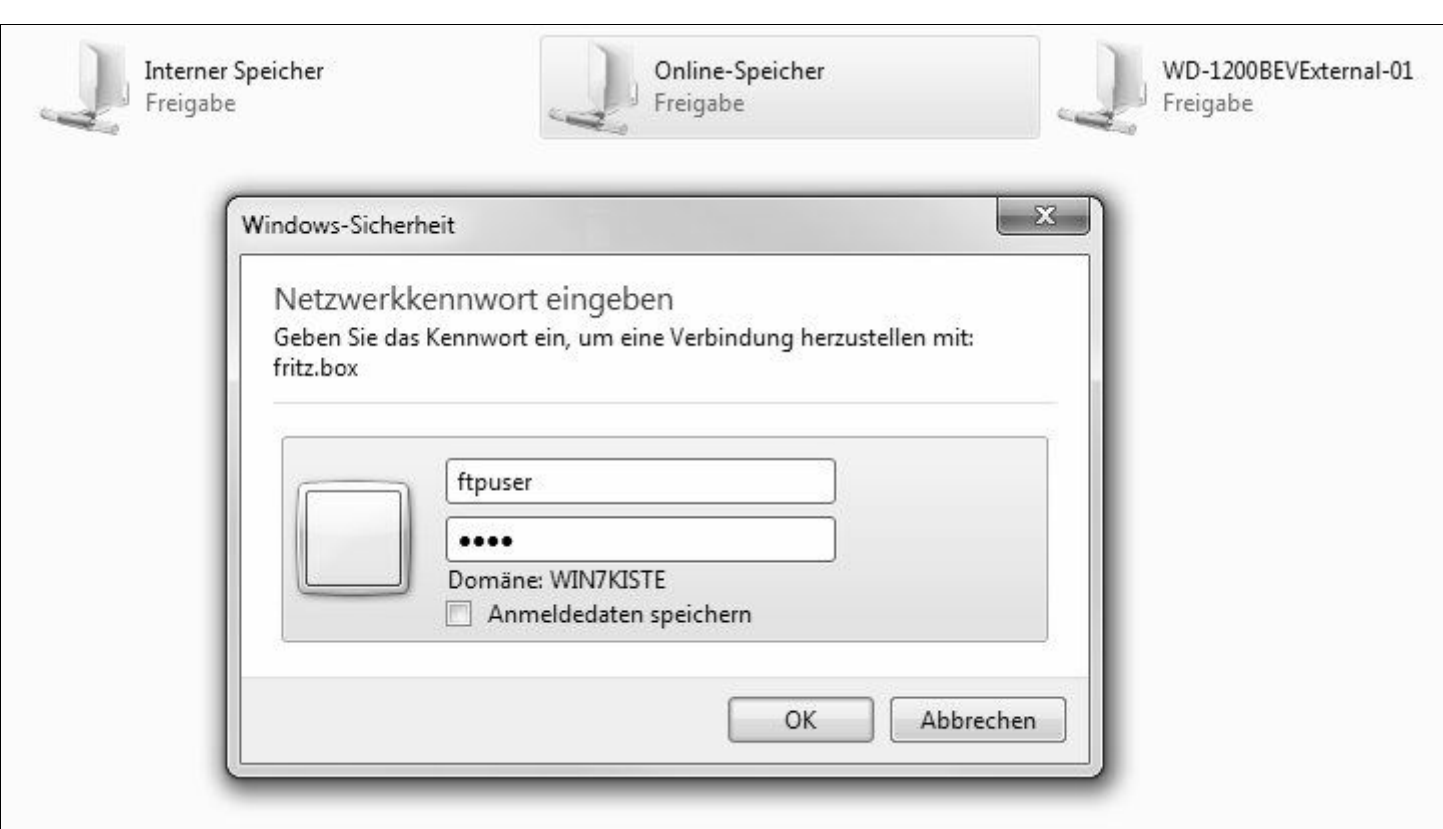 Interner Speicher
Freigabe
Online-Speicher
Freigabe
WD-1200BEVExternal-01
Freigabe
Windows-Sicherheit
Netzwerkkennwort eingeben
Geben Sie das Kennwort ein, um eine Verbindung herzustellen mit:
fritz.box
ftpuser
••••
Domäne: WIN7KISTE
Anmeldedaten speichern
OK
Abbrechen